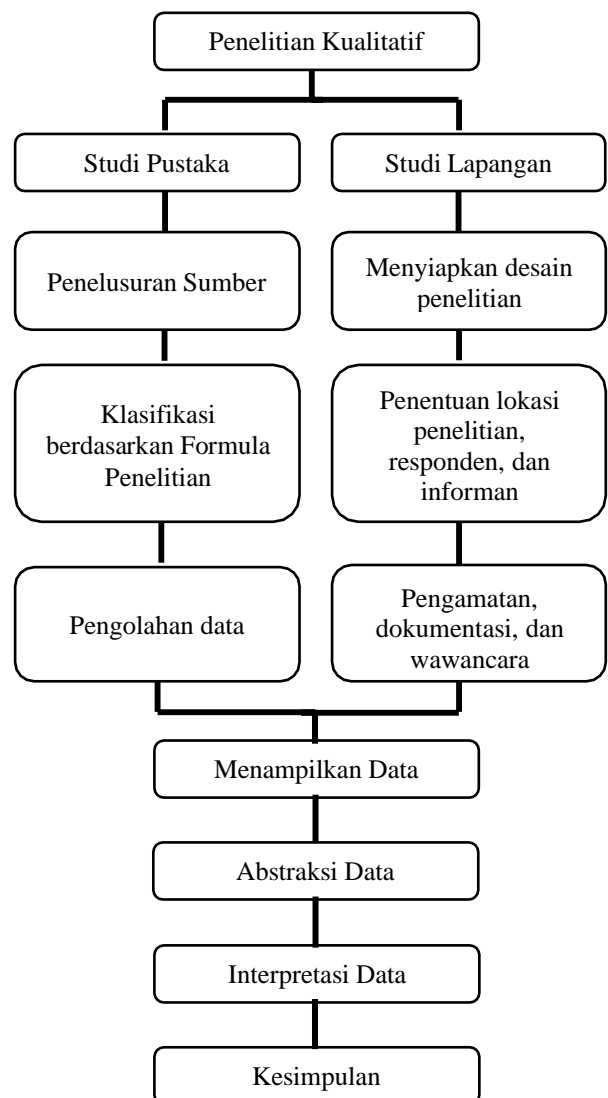 Penelitian Kualitatif
Studi Pustaka
Studi Lapangan
Penelusuran Sumber
Menyiapkan desain
penelitian
Klasifikasi
berdasarkan Formula
Penelitian
Penentuan lokasi
penelitian,
responden, dan
informan
Pengolahan data
Pengamatan,
dokumentasi, dan
wawancara
Menampilkan Data
Abstraksi Data
Interpretasi Data
Kesimpulan